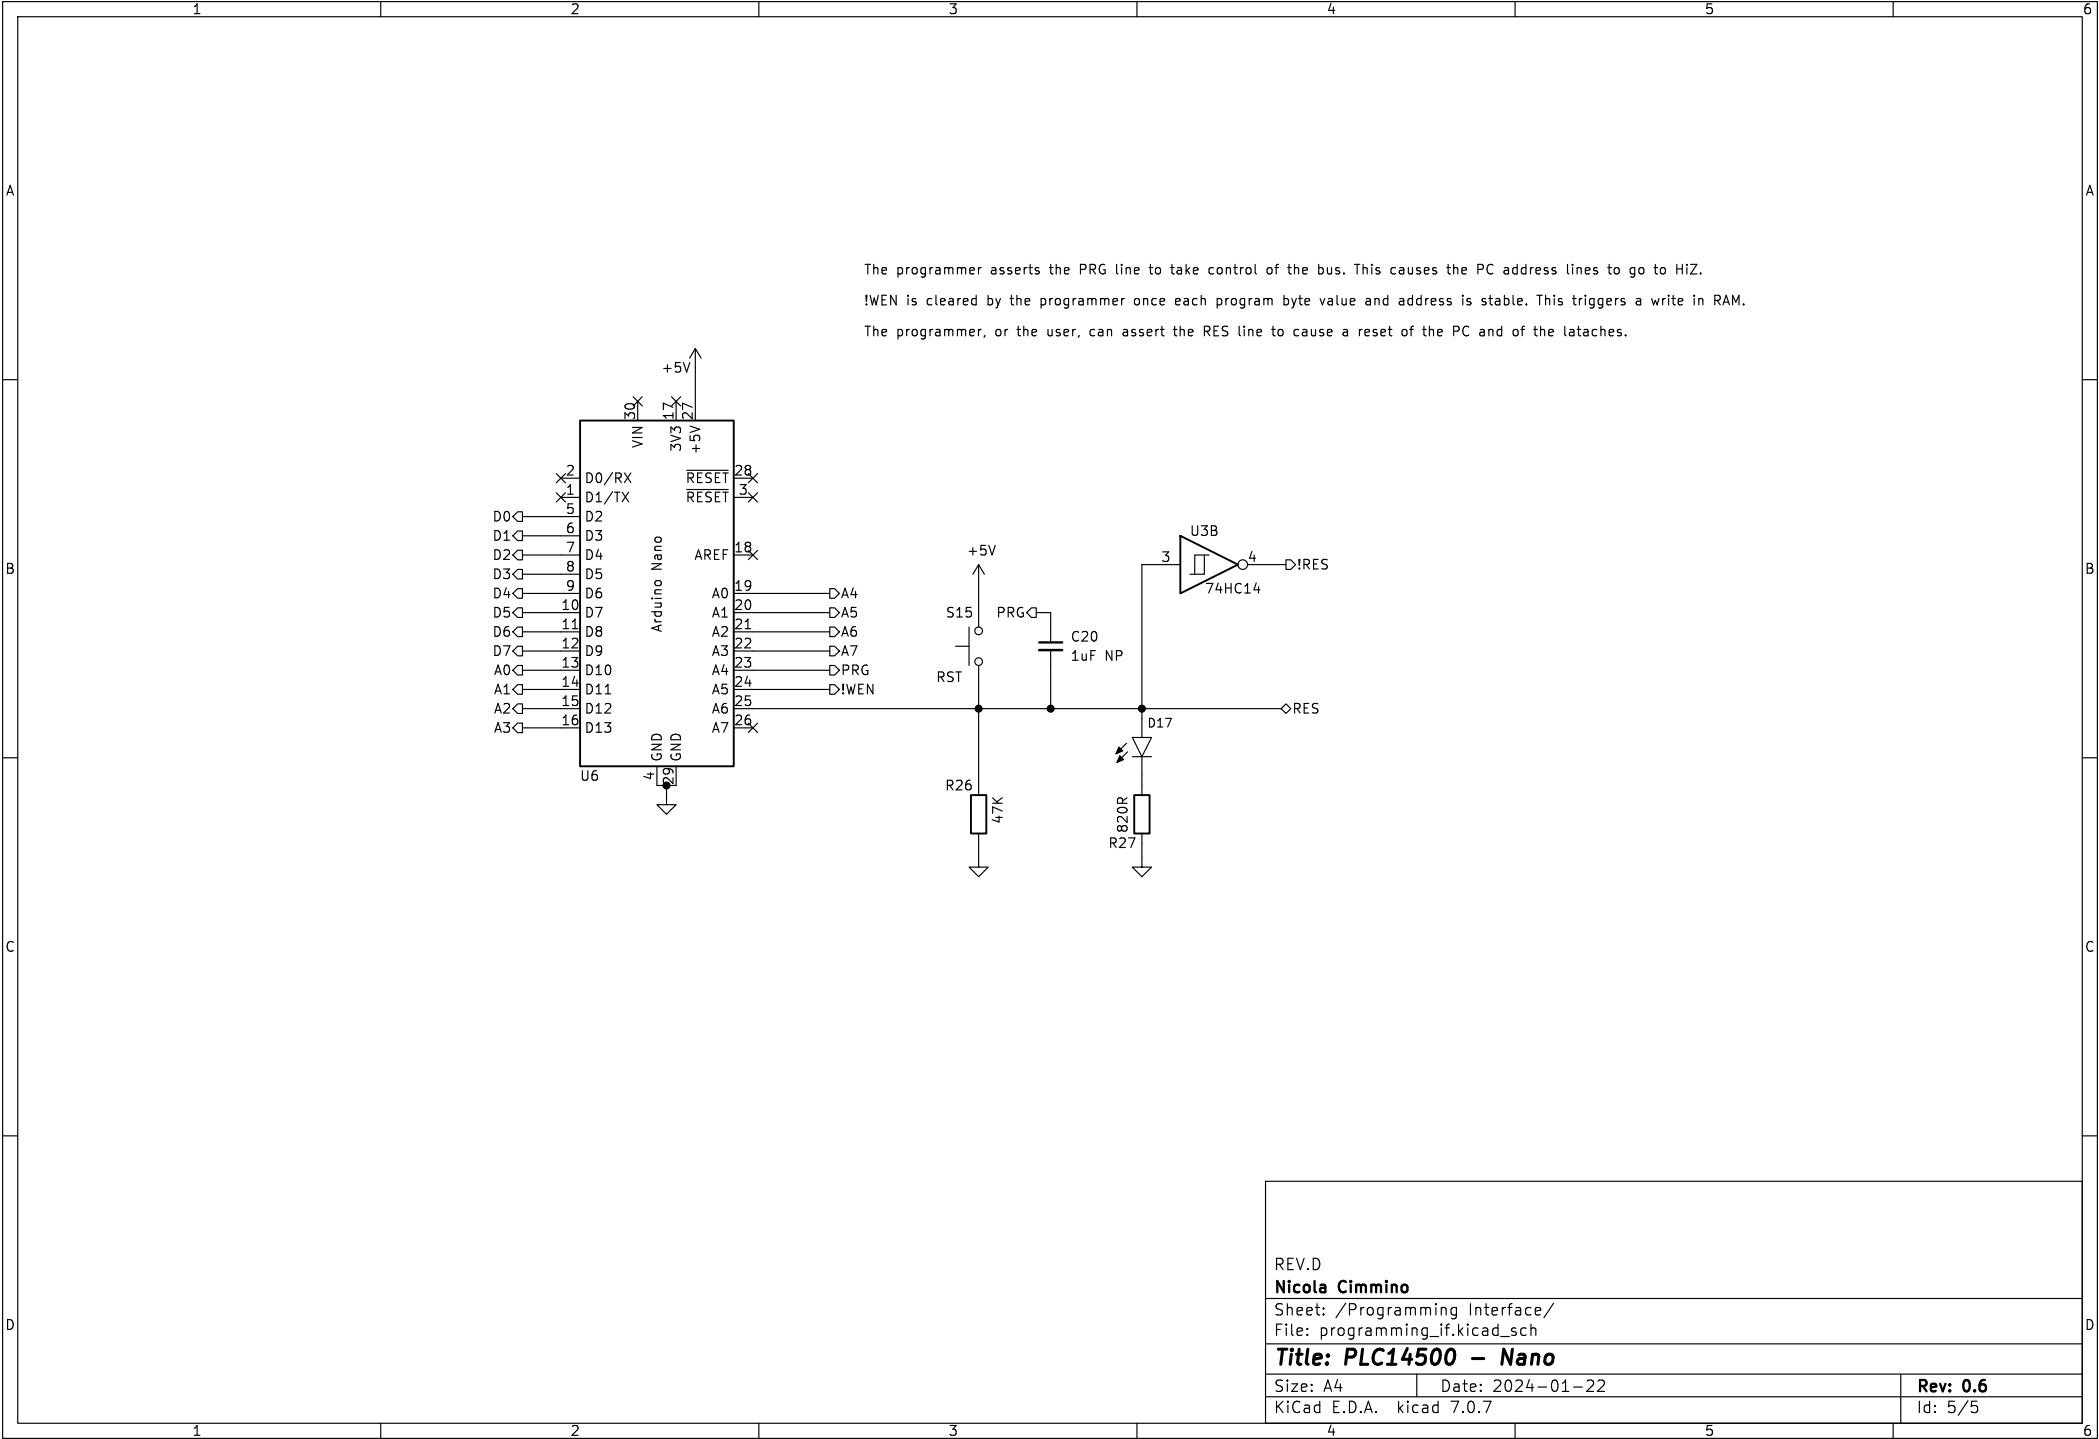 1 2 3 4 5 6
A A
The programmer asserts the PRG line to take control of the bus. This causes the PC address lines to go to HiZ.
!WEN is cleared by the programmer once each program byte value and address is stable. This triggers a write in RAM.
The programmer, or the user, can assert the RES line to cause a reset of the PC and of the lataches.
+5V
30 17 27
VIN 3V3 +5V
2 D0/RX RESET 28
1 D1/TX RESET 3
D0 5 D2
D1 6 D3
D2 7 D4 AREF 18
D3 8 D5
D4 9 D6 A0 19 A4
D5 10 D7 A1 20 A5
D6 11 D8 A2 21 A6
D7 12 D9 A3 22 A7
A0 13 D10 A4 23 PRG
A1 14 D11 A5 24 !WEN
A2 15 D12 A6 25 RES
A3 16 D13 A7 26
Arduino Nano
GND GND
4 29
U6
B B
+5V
S15
RST
PRG
C20
1uF NP
U3B
3 4 !RES
74HC14
D17
R26
47K
820R
R27
C C
D D
REV.D
Nicola Cimmino
Sheet: /Programming Interface/
File: programming_if.kicad_sch
Title: PLC14500 – Nano
Size: A4 Date: 2024–01–22 Rev: 0.6
KiCad E.D.A. kicad 7.0.7 Id: 5/5
1 2 3 4 5 6